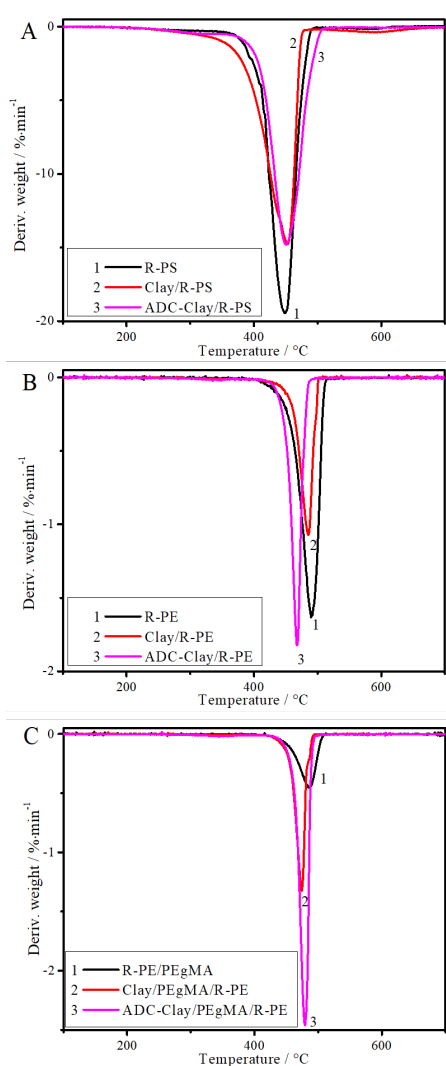 A
0
-10
-20
Deriv. weight / %·min⁻¹
2
3
1
1 R-PS
2 Clay/R-PS
3 ADC-Clay/R-PS
200 400 600
Temperature / °C
B
0
-1
-2
Deriv. weight / %·min⁻¹
2
1
3
1 R-PE
2 Clay/R-PE
3 ADC-Clay/R-PE
200 400 600
Temperature / °C
C
0
-1
-2
Deriv. weight / %·min⁻¹
1
2
3
1 R-PE/PEgMA
2 Clay/PEgMA/R-PE
3 ADC-Clay/PEgMA/R-PE
200 400 600
Temperature / °C